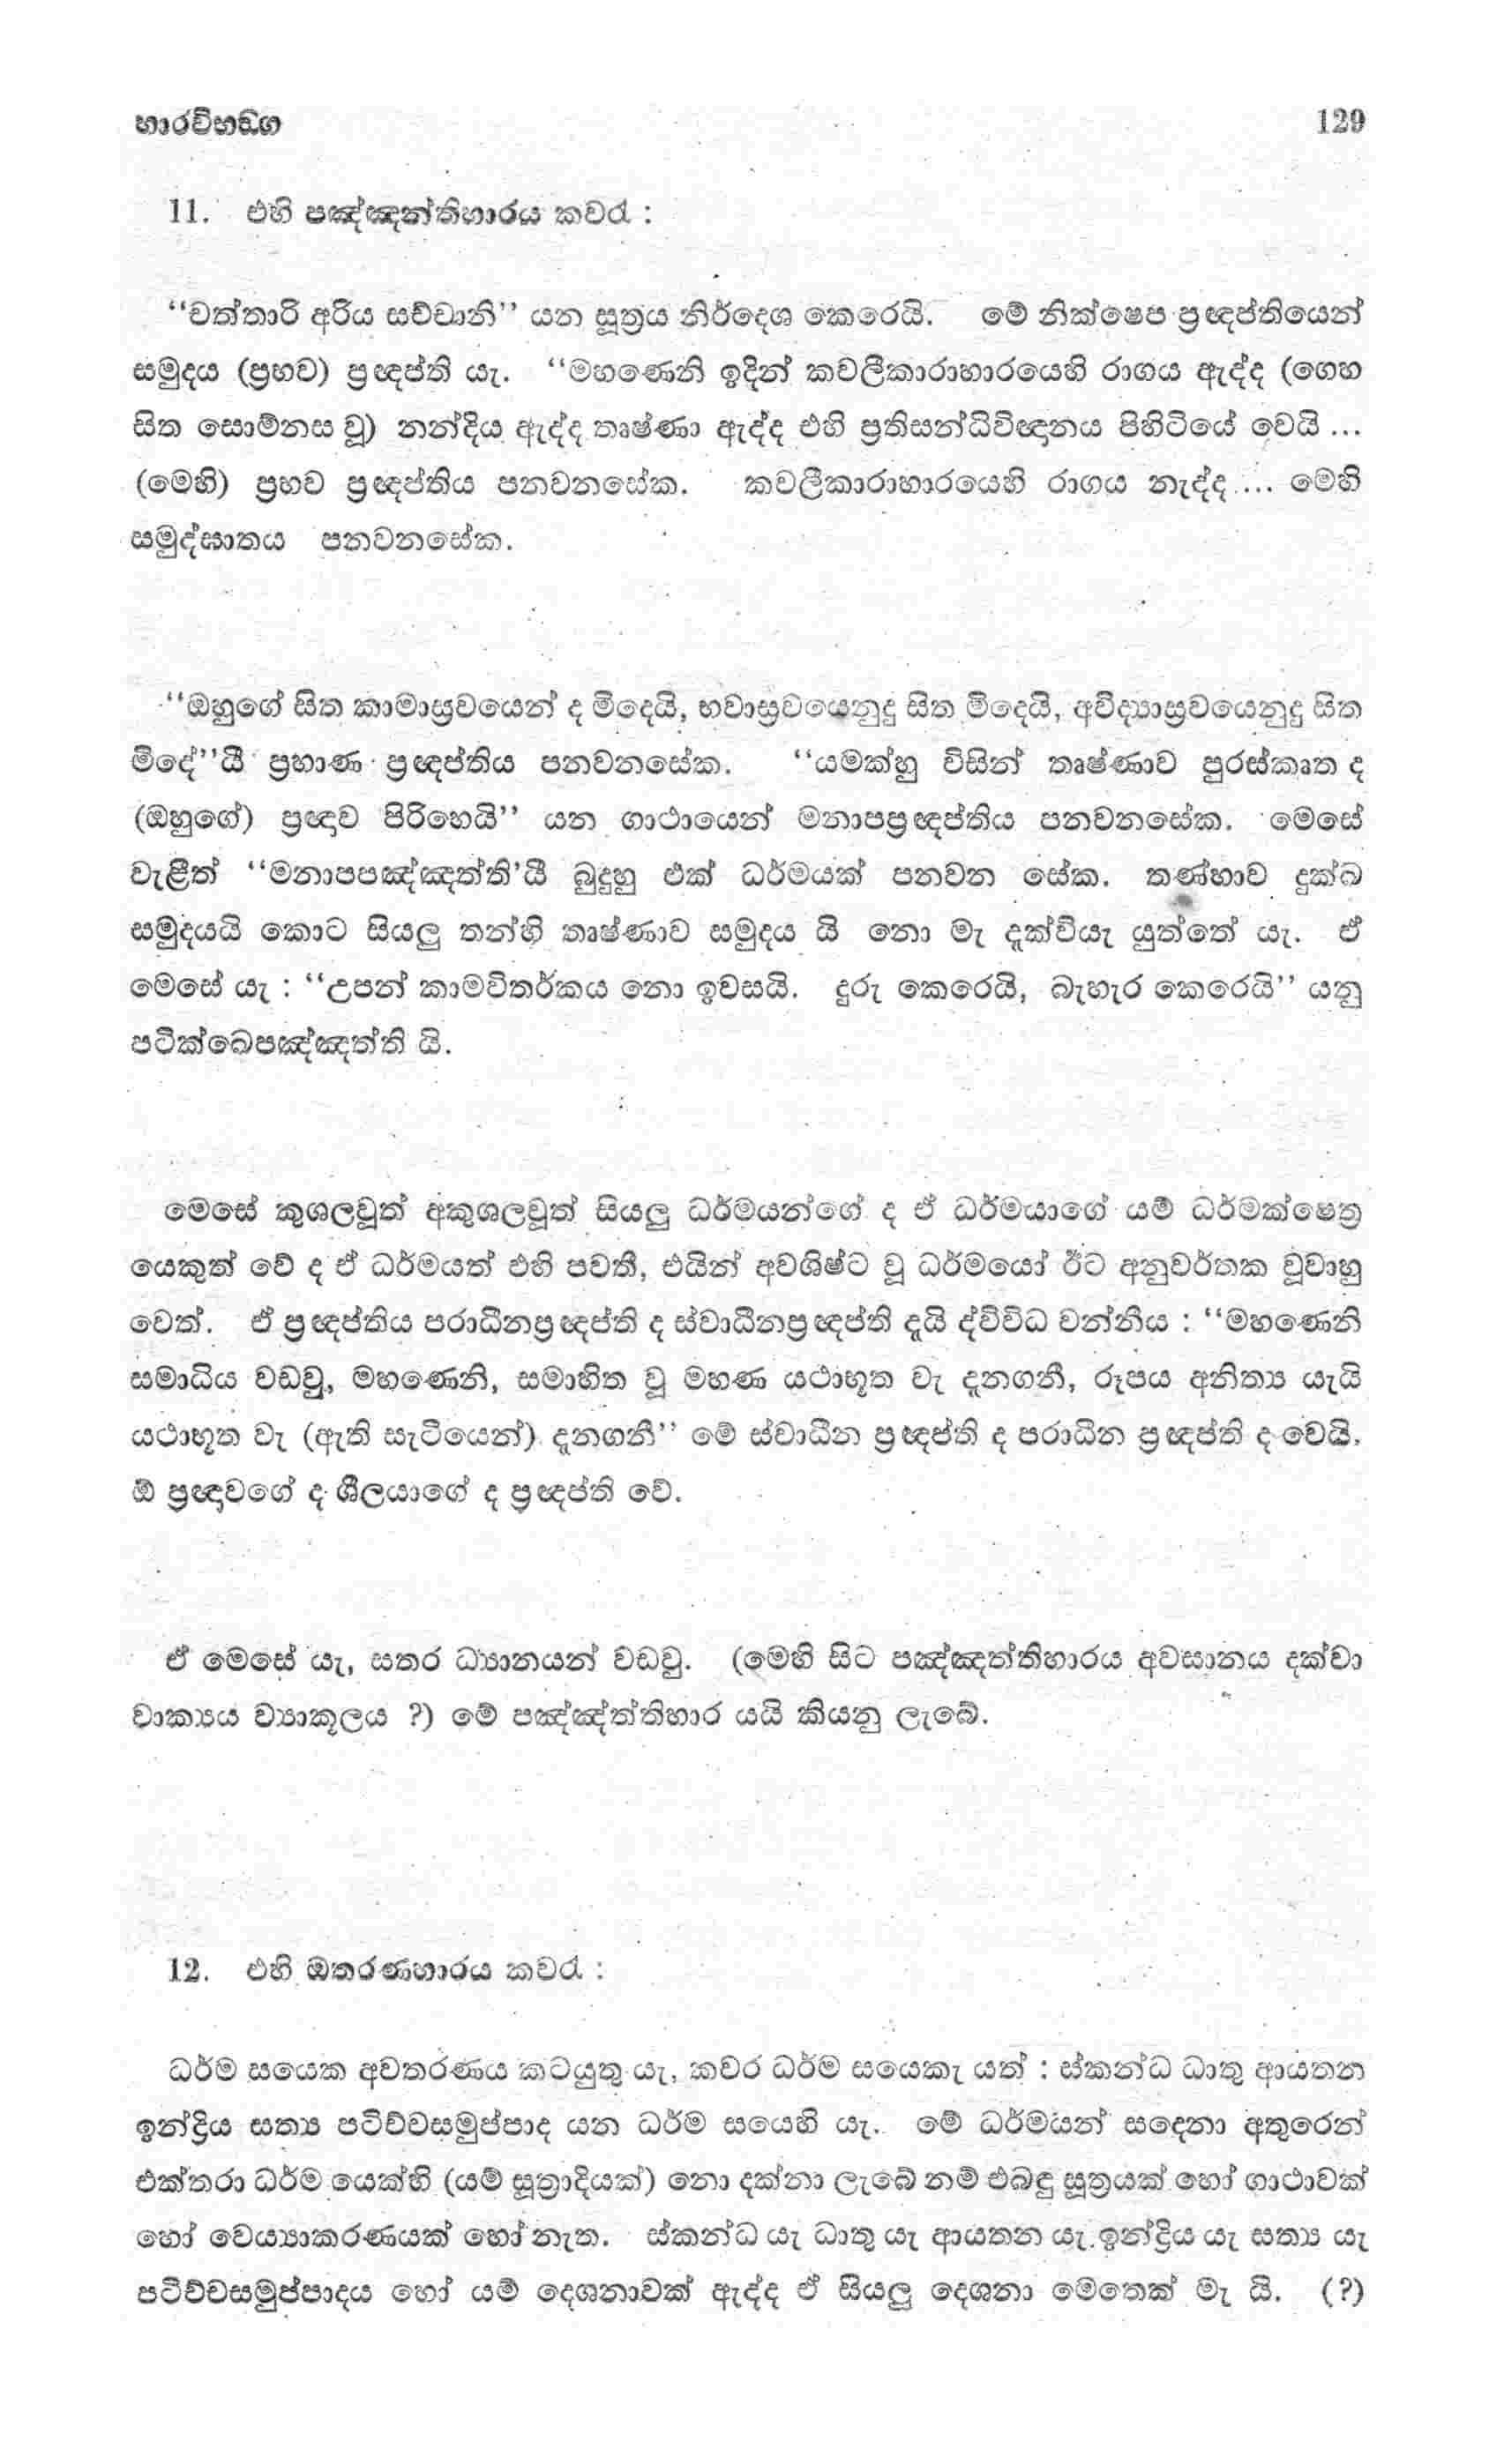 හාරවිභඞ්ග 129
11. එහි පඤ්ඤත්තිහාරය කවරැ :
“චත්තාරි අරිය සච්චානි” යන සූත්‍රය නිර්දෙශ කෙරෙයි. මේ නික්ෂෙප ප්‍රඥප්තියෙන්
සමුදය (ප්‍රභව) ප්‍රඥප්ති යැ. “මහණෙනි ඉදින් කවලීකාරාහාරයෙහි රාගය ඇද්ද (ගෙහ
සිත සොම්නස වූ) නන්දිය ඇද්ද තෘෂ්ණා ඇද්ද එහි ප්‍රතිසන්ධිවිඥානය පිහිටියේ වෙයි ...
(මෙහි) ප්‍රභව ප්‍රඥප්තිය පනවනසේක. කවලීකාරාහාරයෙහි රාගය නැද්ද ... මෙහි
සමුද්ඝාතය පනවනසේක.
“ඔහුගේ සිත කාමාස්‍රවයෙන් ද මිදෙයි, භවාස්‍රවයෙනුදු සිත මිදෙයි, අවිද්‍යාස්‍රවයෙනුදු සිත
මිදේ”යී ප්‍රහාණ ප්‍රඥප්තිය පනවනසේක. “යමක්හු විසින් තෘෂ්ණාව පුරස්කෘත ද
(ඔහුගේ) ප්‍රඥාව පිරිහෙයි” යන ගාථායෙන් මනාපප්‍රඥප්තිය පනවනසේක. මෙසේ
වැළීත් “මනාපපඤ්ඤත්ති’යී බුදුහු එක් ධර්මයක් පනවන සේක. තණ්හාව දුක්ඛ
සමුදයයි කොට සියලු තන්හි තෘෂ්ණාව සමුදය යි නො මැ දැක්වියැ යුත්තේ යැ. ඒ
මෙසේ යැ : “උපන් කාමවිතර්කය නො ඉවසයි. දුරු කෙරෙයි, බැහැර කෙරෙයි” යනු
පටික්ඛෙපපඤ්ඤත්ති යි.
මෙසේ කුශලවූත් අකුශලවූත් සියලු ධර්මයන්ගේ ද ඒ ධර්මයාගේ යම් ධර්මක්ෂෙත්‍ර
යෙකුත් වේ ද ඒ ධර්මයත් එහි පවතී, එයින් අවශිෂ්ට වූ ධර්මයෝ ඊට අනුවර්තක වූවාහු
වෙත්. ඒ ප්‍රඥප්තිය පරාධීනප්‍රඥප්ති ද ස්වාධීනප්‍රඥප්ති දැයි ද්විවිධ වන්නීය : “මහණෙනි
සමාධිය වඩවු, මහණෙනි, සමාහිත වූ මහණ යථාභූත වැ දැනගනී, රූපය අනිත්‍ය යැයි
යථාභූත වැ (ඇති සැටියෙන්) දැනගනී” මේ ස්වාධීන ප්‍රඥප්ති ද පරාධීන ප්‍රඥප්ති ද වෙයි.
ඕ ප්‍රඥාවගේ ද ශීලයාගේ ද ප්‍රඥප්ති වේ.
ඒ මෙසේ යැ, සතර ධ්‍යානයන් වඩවු. (මෙහි සිට පඤ්ඤත්තිහාරය අවසානය දක්වා
වාක්‍යය ව්‍යාකූලය ?) මේ පඤ්ඤ්ත්තිහාර යයි කියනු ලැබේ.
12. එහි ඔතරණහාරය කවරැ :
ධර්ම සයෙක අවතරණය කටයුතු යැ, කවර ධර්ම සයෙකැ යත් : ස්කන්ධ ධාතු ආයතන
ඉන්ද්‍රිය සත්‍ය පටිච්චසමුප්පාද යන ධර්ම සයෙහි යැ. මේ ධර්මයන් සදෙනා අතුරෙන්
එක්තරා ධර්ම යෙක්හි (යම් සූත්‍රාදියක්) නො දක්නා ලැබේ නම් එබඳු සූත්‍රයක් හෝ ගාථාවක්
හෝ වෙය්‍යාකරණයක් හෝ නැත. ස්කන්ධ යැ ධාතු යැ ආයතන යැ ඉන්ද්‍රිය යැ සත්‍ය යැ
පටිච්චසමුප්පාදය හෝ යම් දෙශනාවක් ඇද්ද ඒ සියලු දෙශනා මෙතෙක් මැ යි. (?)